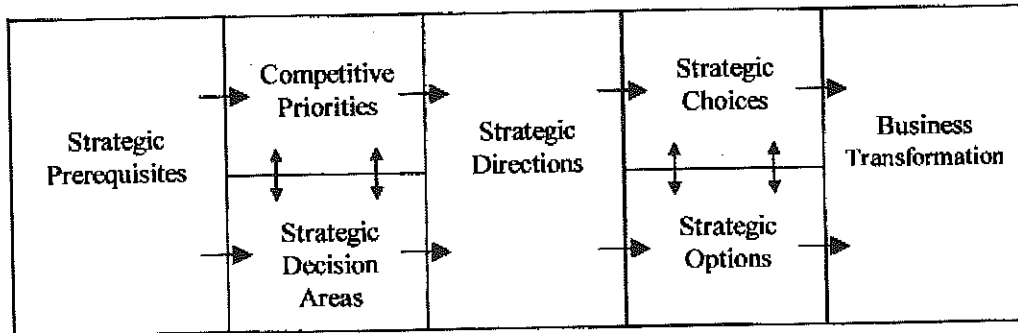 Strategic
Prerequisites
Competitive
Priorities
Strategic
Decision
Areas
Strategic
Directions
Strategic
Choices
Strategic
Options
Business
Transformation